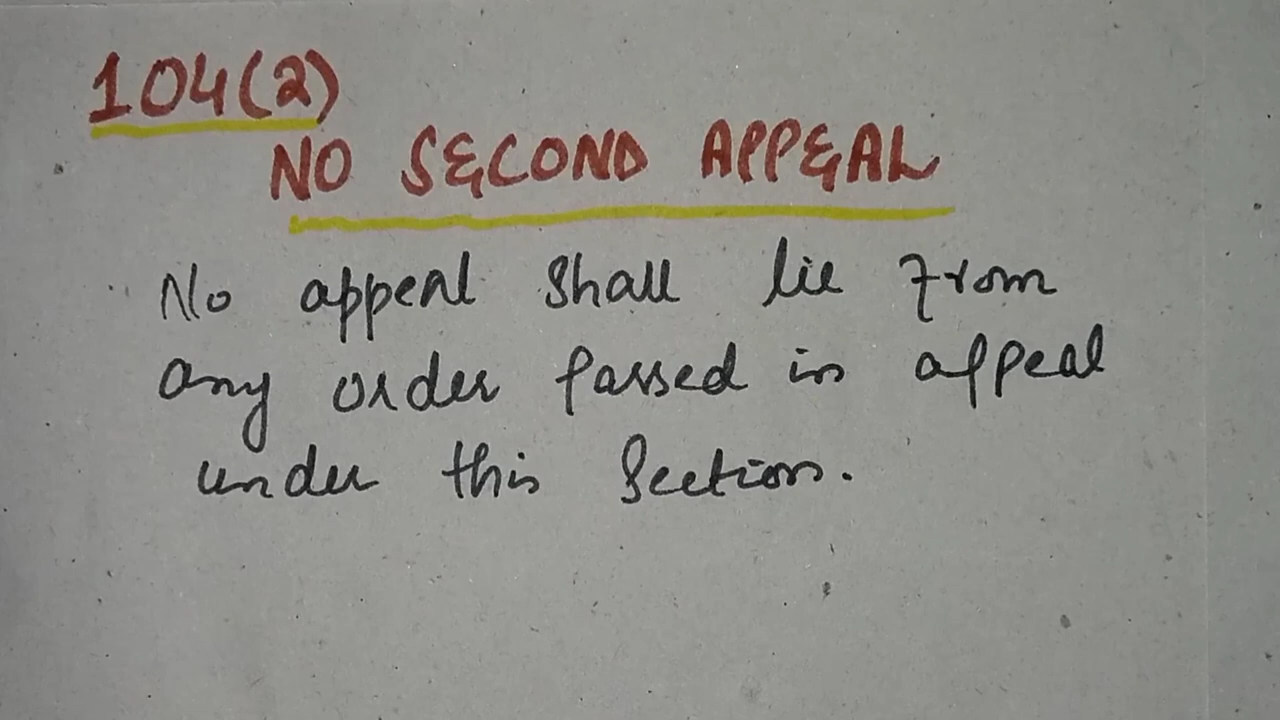 104(2)
NO SECOND APPEAL
No appeal shall lie from
any order passed in appeal
under this Section.